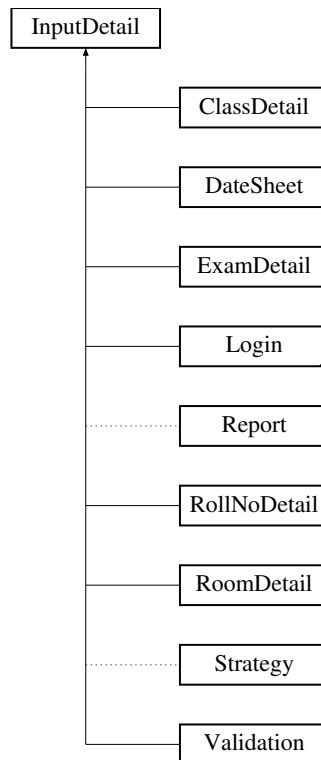 InputDetail
ClassDetail
DateSheet
ExamDetail
Login
Report
RollNoDetail
RoomDetail
Strategy
Validation